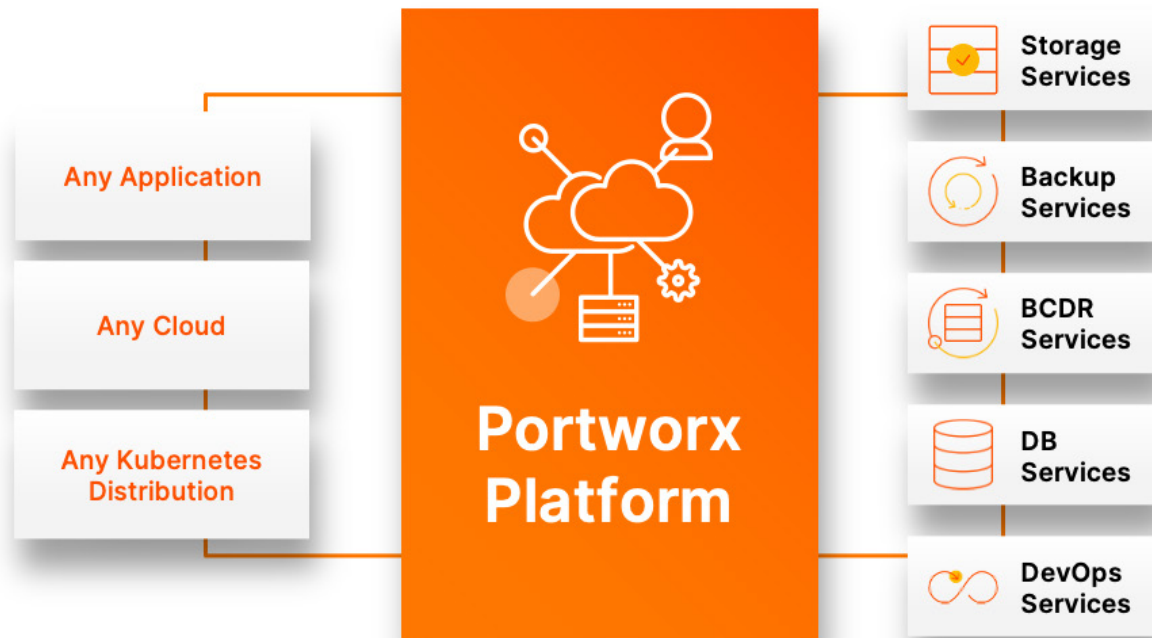 Any Application
Any Cloud
Any Kubernetes
Distribution
Portworx
Platform
Storage
Services
Backup
Services
BCDR
Services
DB
Services
DevOps
Services